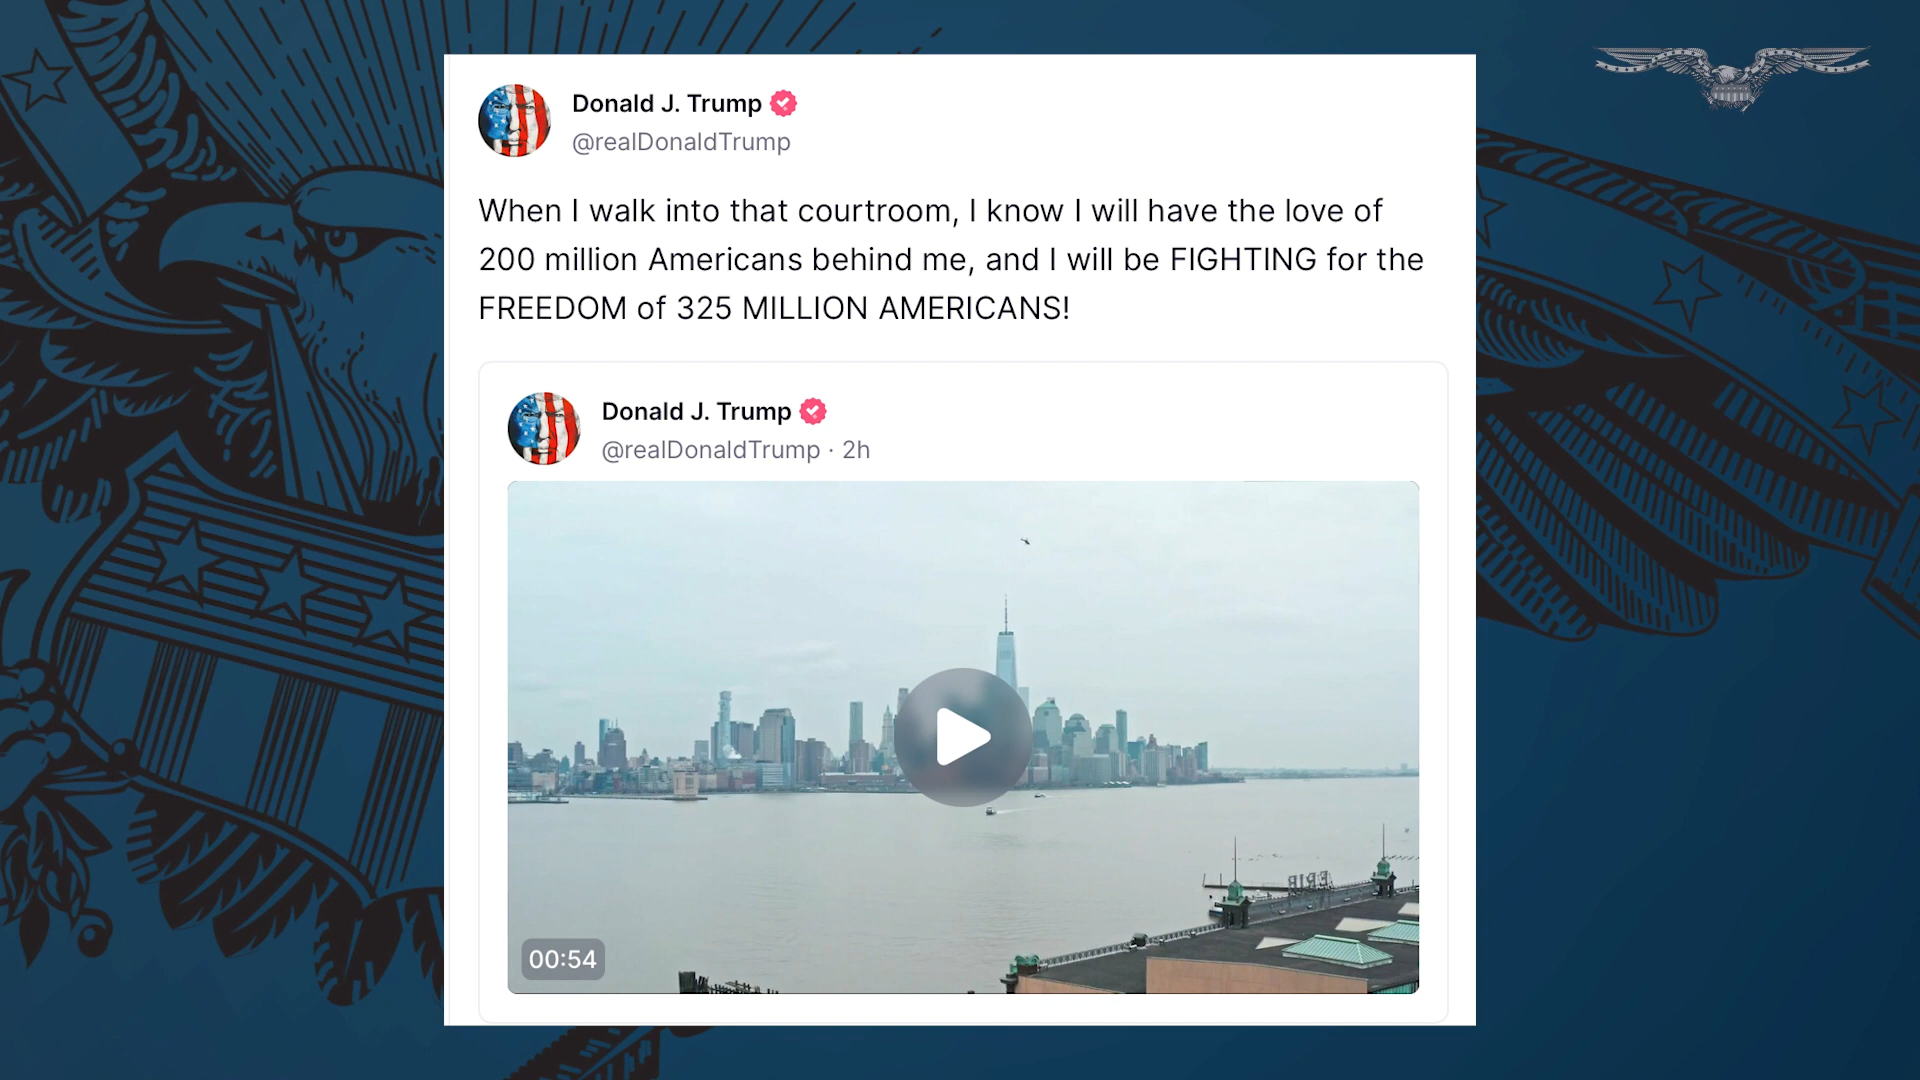 Donald J. Trump
@realDonaldTrump
When I walk into that courtroom, I know I will have the love of
200 million Americans behind me, and I will be FIGHTING for the
FREEDOM of 325 MILLION AMERICANS!
Donald J. Trump
@realDonaldTrump · 2h
ERIE
00:54